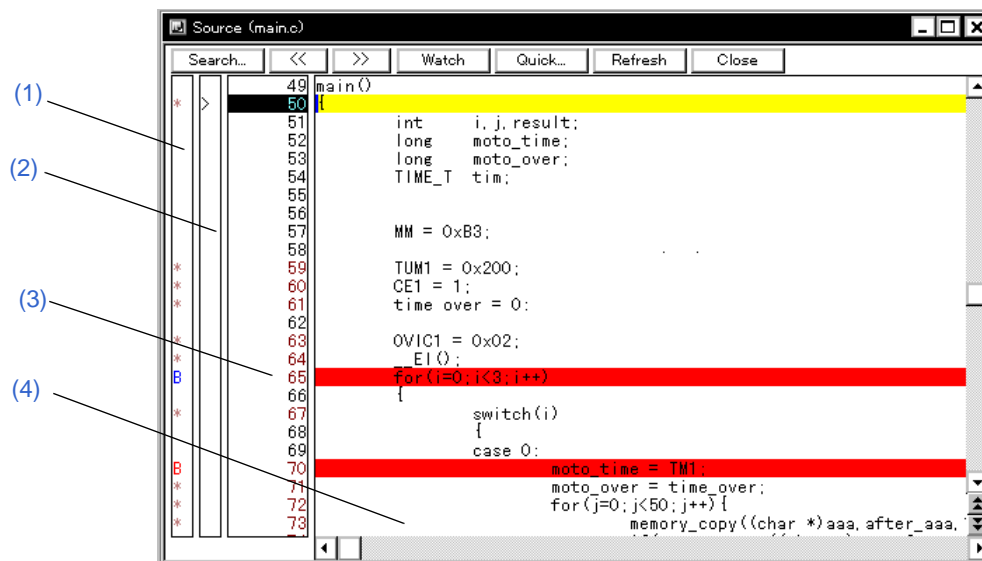 Source (main.c)
Search... << >> Watch Quick... Refresh Close
(1)
(2)
(3)
(4)
49 main()
* > 50 {
51 int i,j,result;
52 long moto_time;
53 long moto_over;
54 TIME_T tim;
55
56
57 MM = 0xB3;
58
* 59 TUM1 = 0x200;
* 60 CE1 = 1;
* 61 time over = 0:
62
* 63 OVIC1 = 0x02;
* 64 __EI();
B 65 for(i=0;i<3;i++)
66 {
* 67 switch(i)
68 {
69 case 0:
B 70 moto_time = TM1;
* 71 moto_over = time_over;
* 72 for(j=0;j<50;j++){
* 73 memory_copy((char *)aaa,after_aaa,